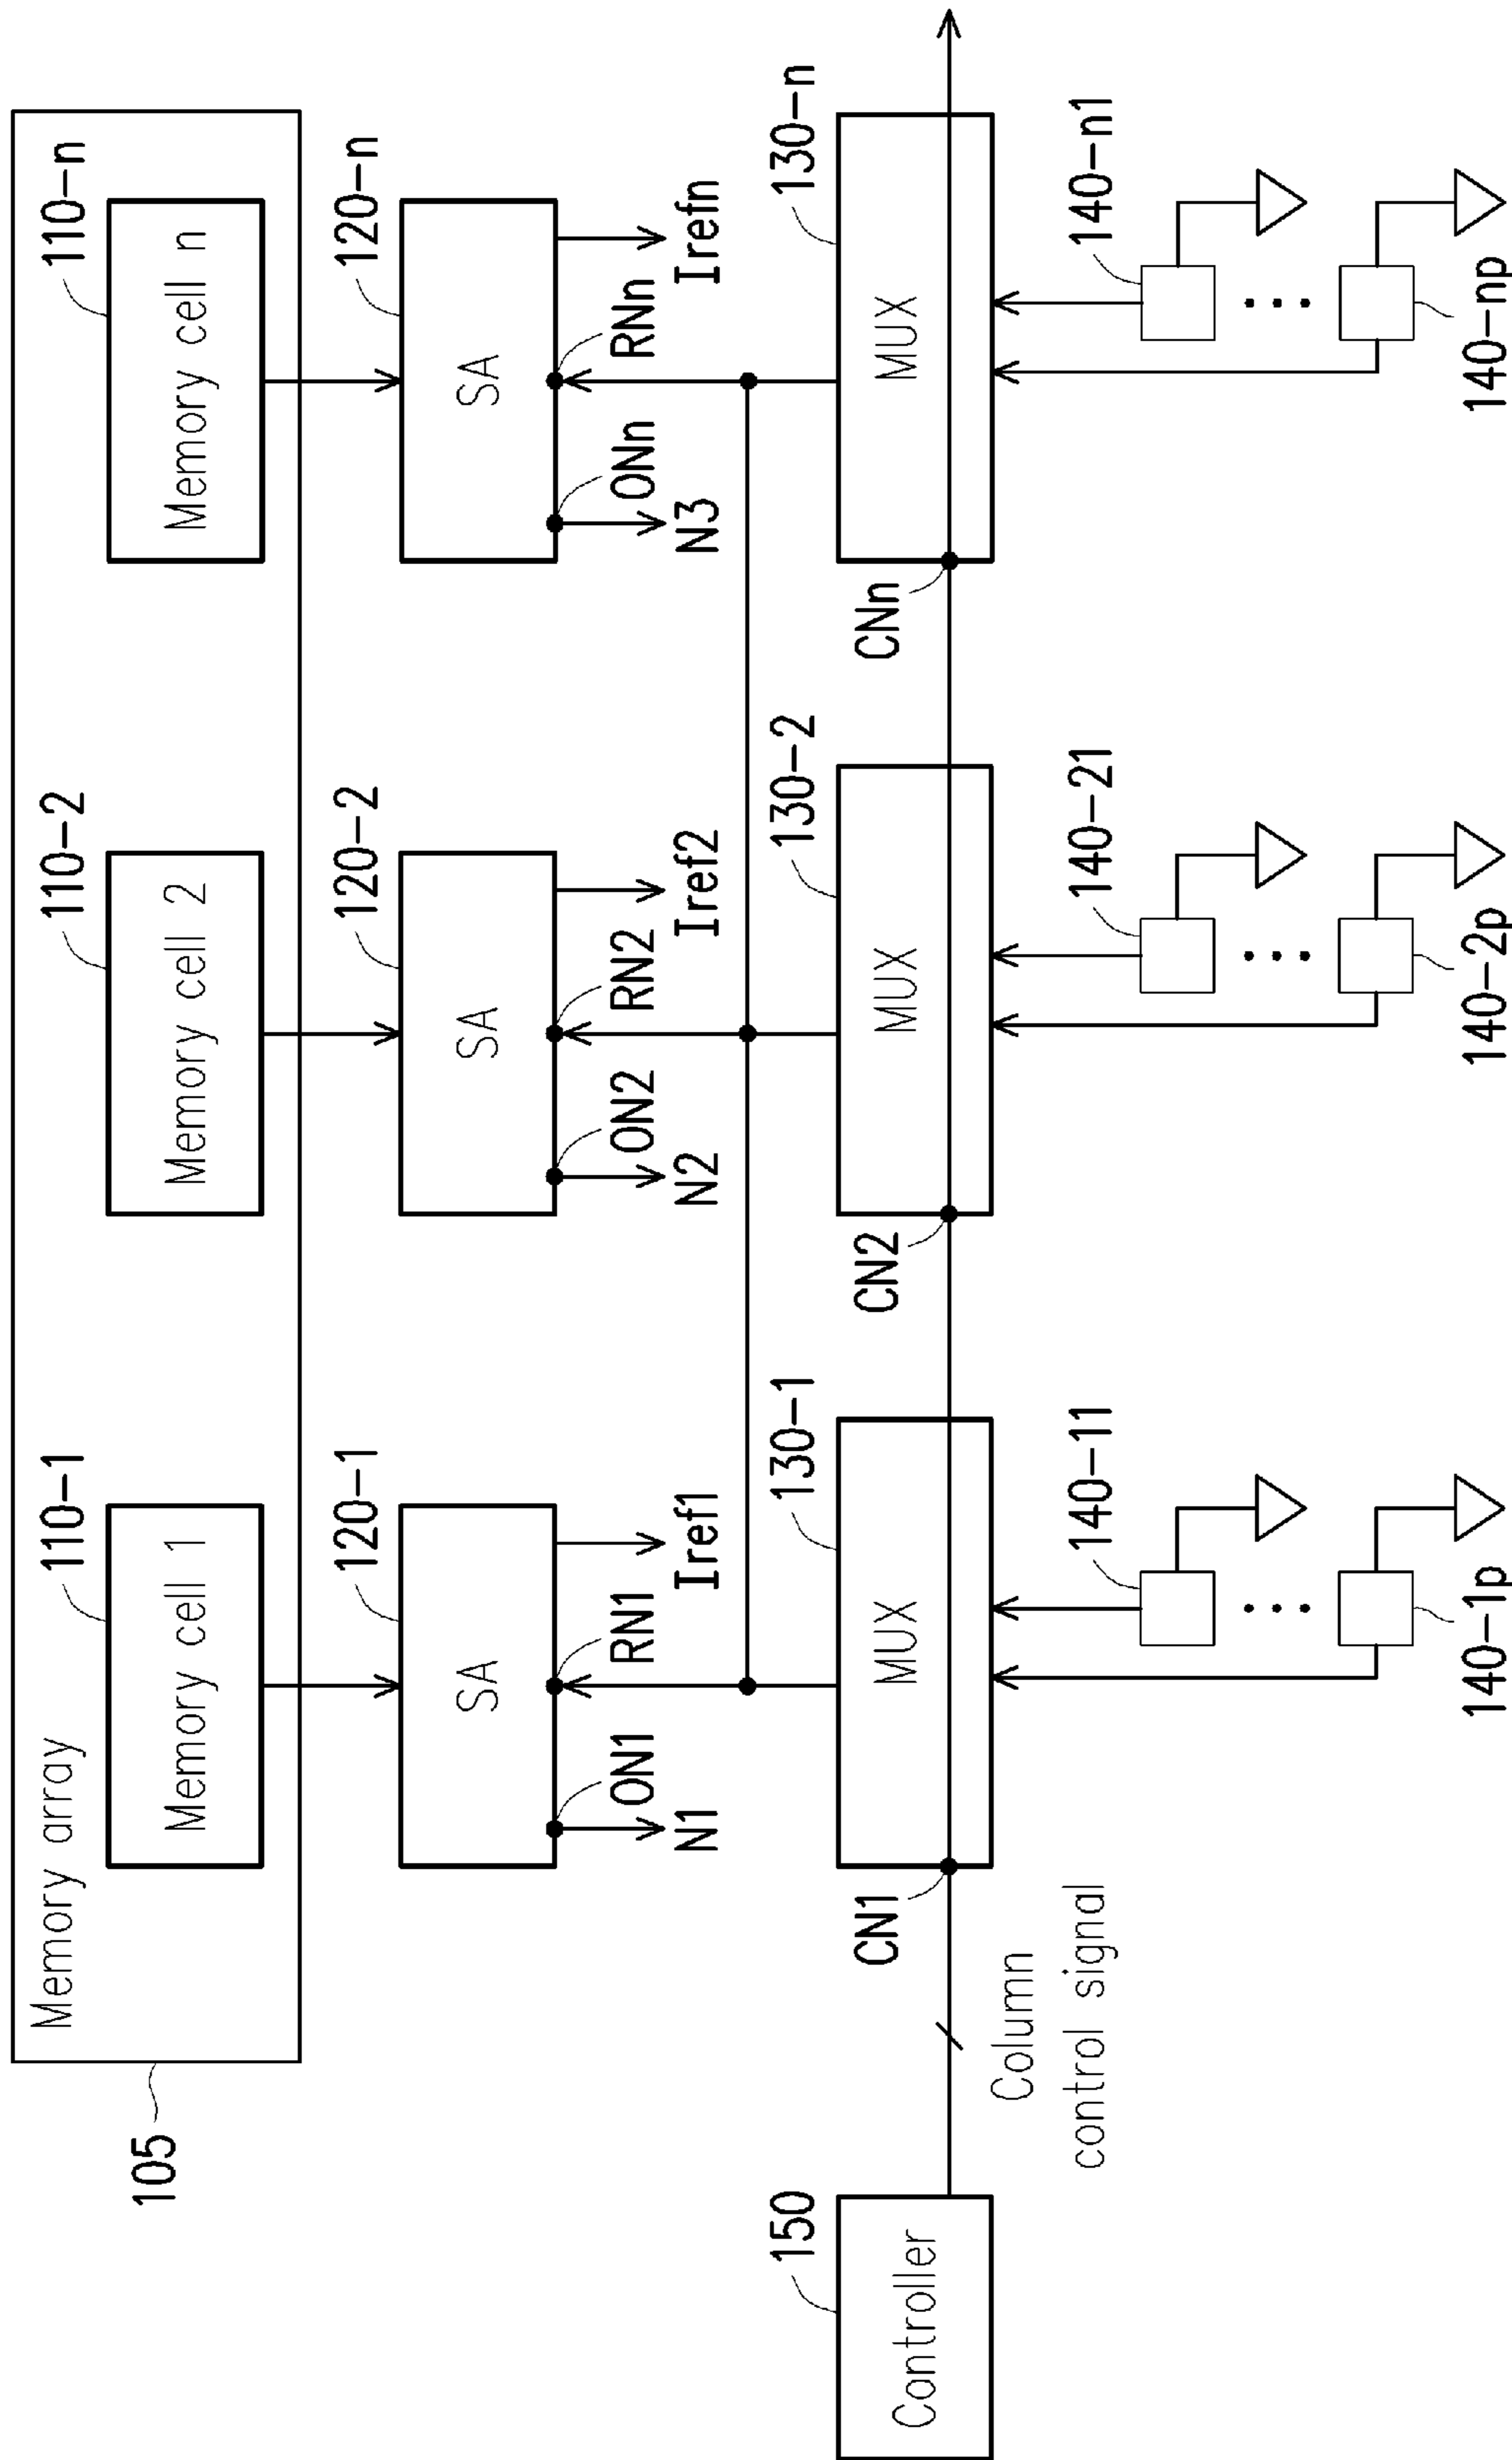 Memory array
105
110-1
110-2
110-n
Memory cell 1
Memory cell 2
Memory cell n
120-1
120-2
120-n
SA
SA
SA
ON1
RN1
ON2
RN2
ONn
RNn
N1
Iref1
N2
Iref2
N3
Irefn
150
130-1
130-2
130-n
Controller
MUX
MUX
MUX
CN1
CN2
CNn
Column
control signal
140-11
140-21
140-n1
140-1p
140-2p
140-np